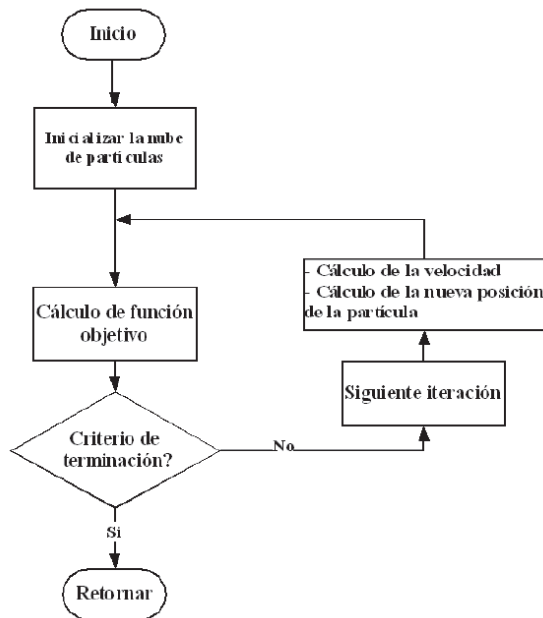 Inicio
Inicializar la nube
de partículas
Cálculo de función
objetivo
Criterio de
terminación?
No
Siguiente iteración
- Cálculo de la velocidad
- Cálculo de la nueva posición
de la partícula
Si
Retornar